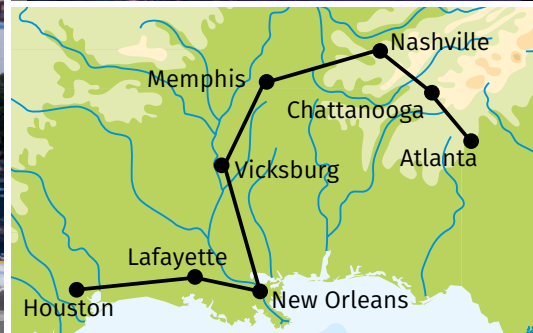 Nashville
Memphis
Chattanooga
Atlanta
Vicksburg
Lafayette
New Orleans
Houston